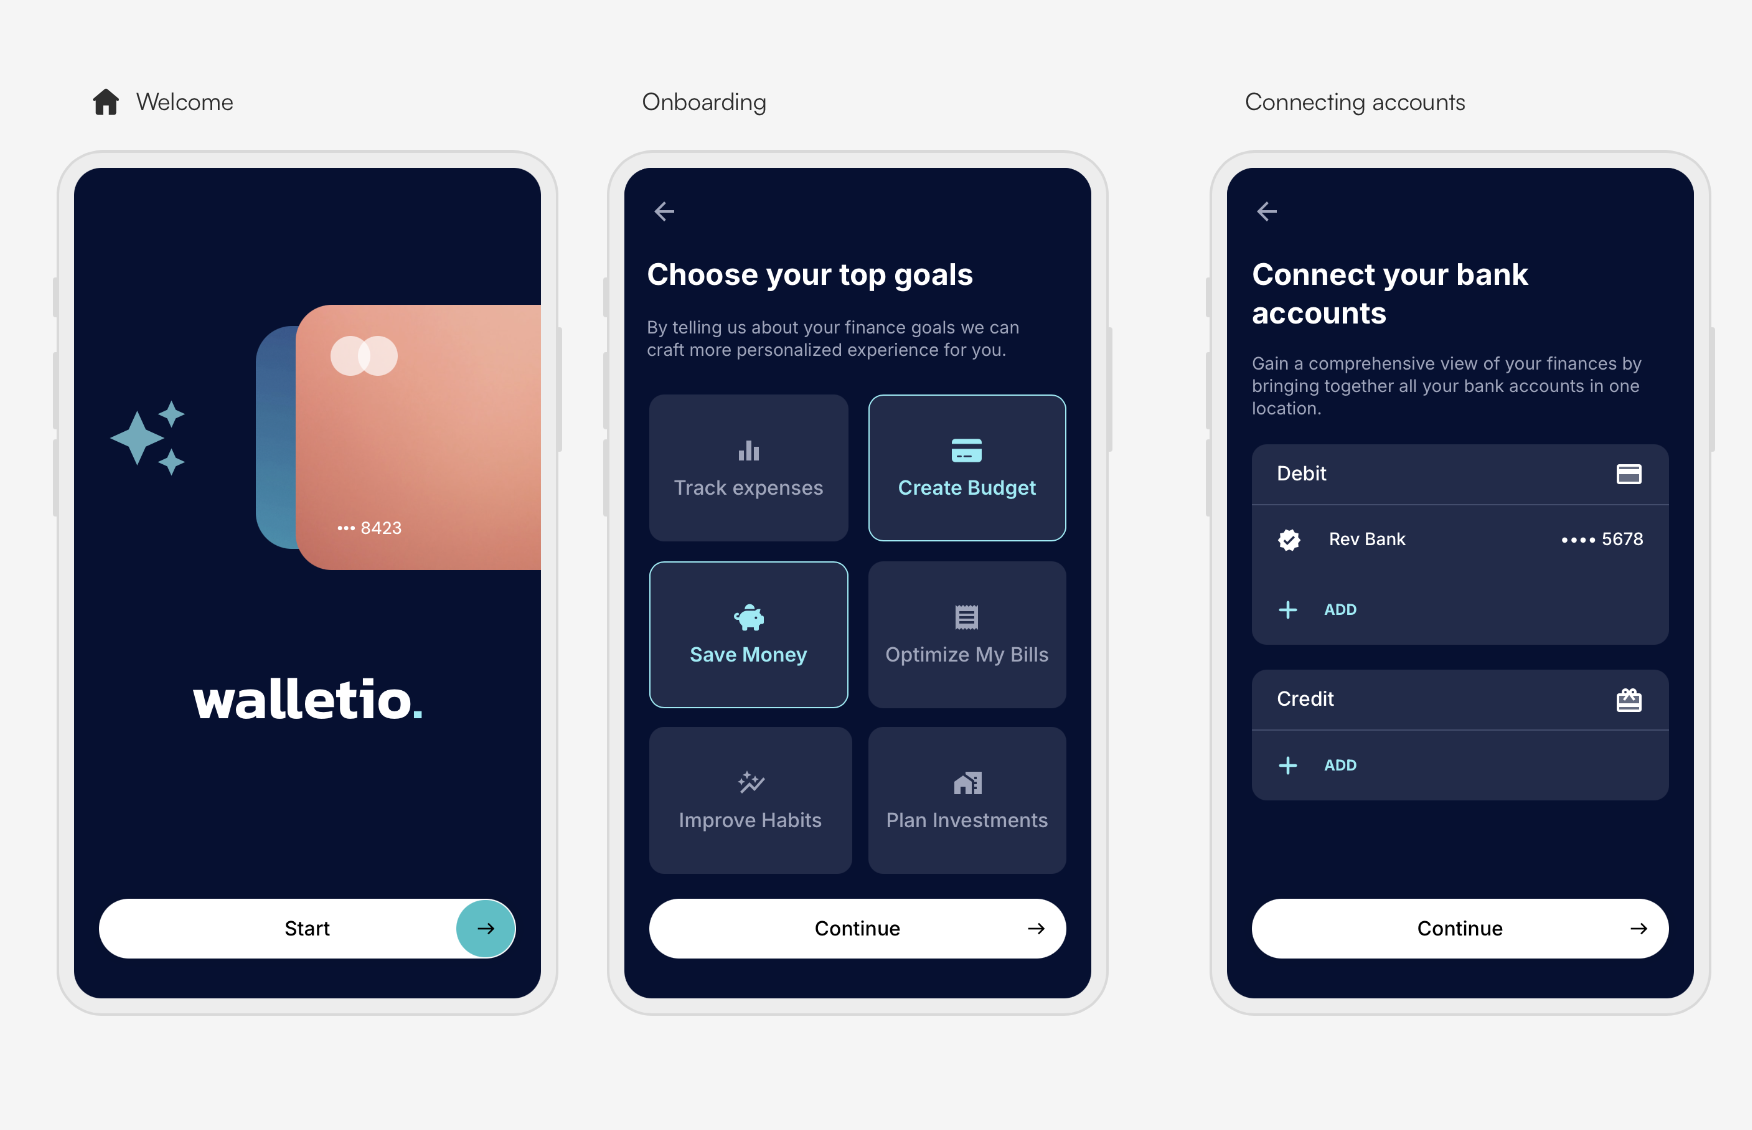 Welcome
••• 8423
walletio.
Start
Onboarding
Choose your top goals
By telling us about your finance goals we can
craft more personalized experience for you.
Track expenses
Create Budget
Save Money
Optimize My Bills
Improve Habits
Plan Investments
Continue
Connecting accounts
Connect your bank
accounts
Gain a comprehensive view of your finances by
bringing together all your bank accounts in one
location.
Debit
Rev Bank •••• 5678
ADD
Credit
ADD
Continue